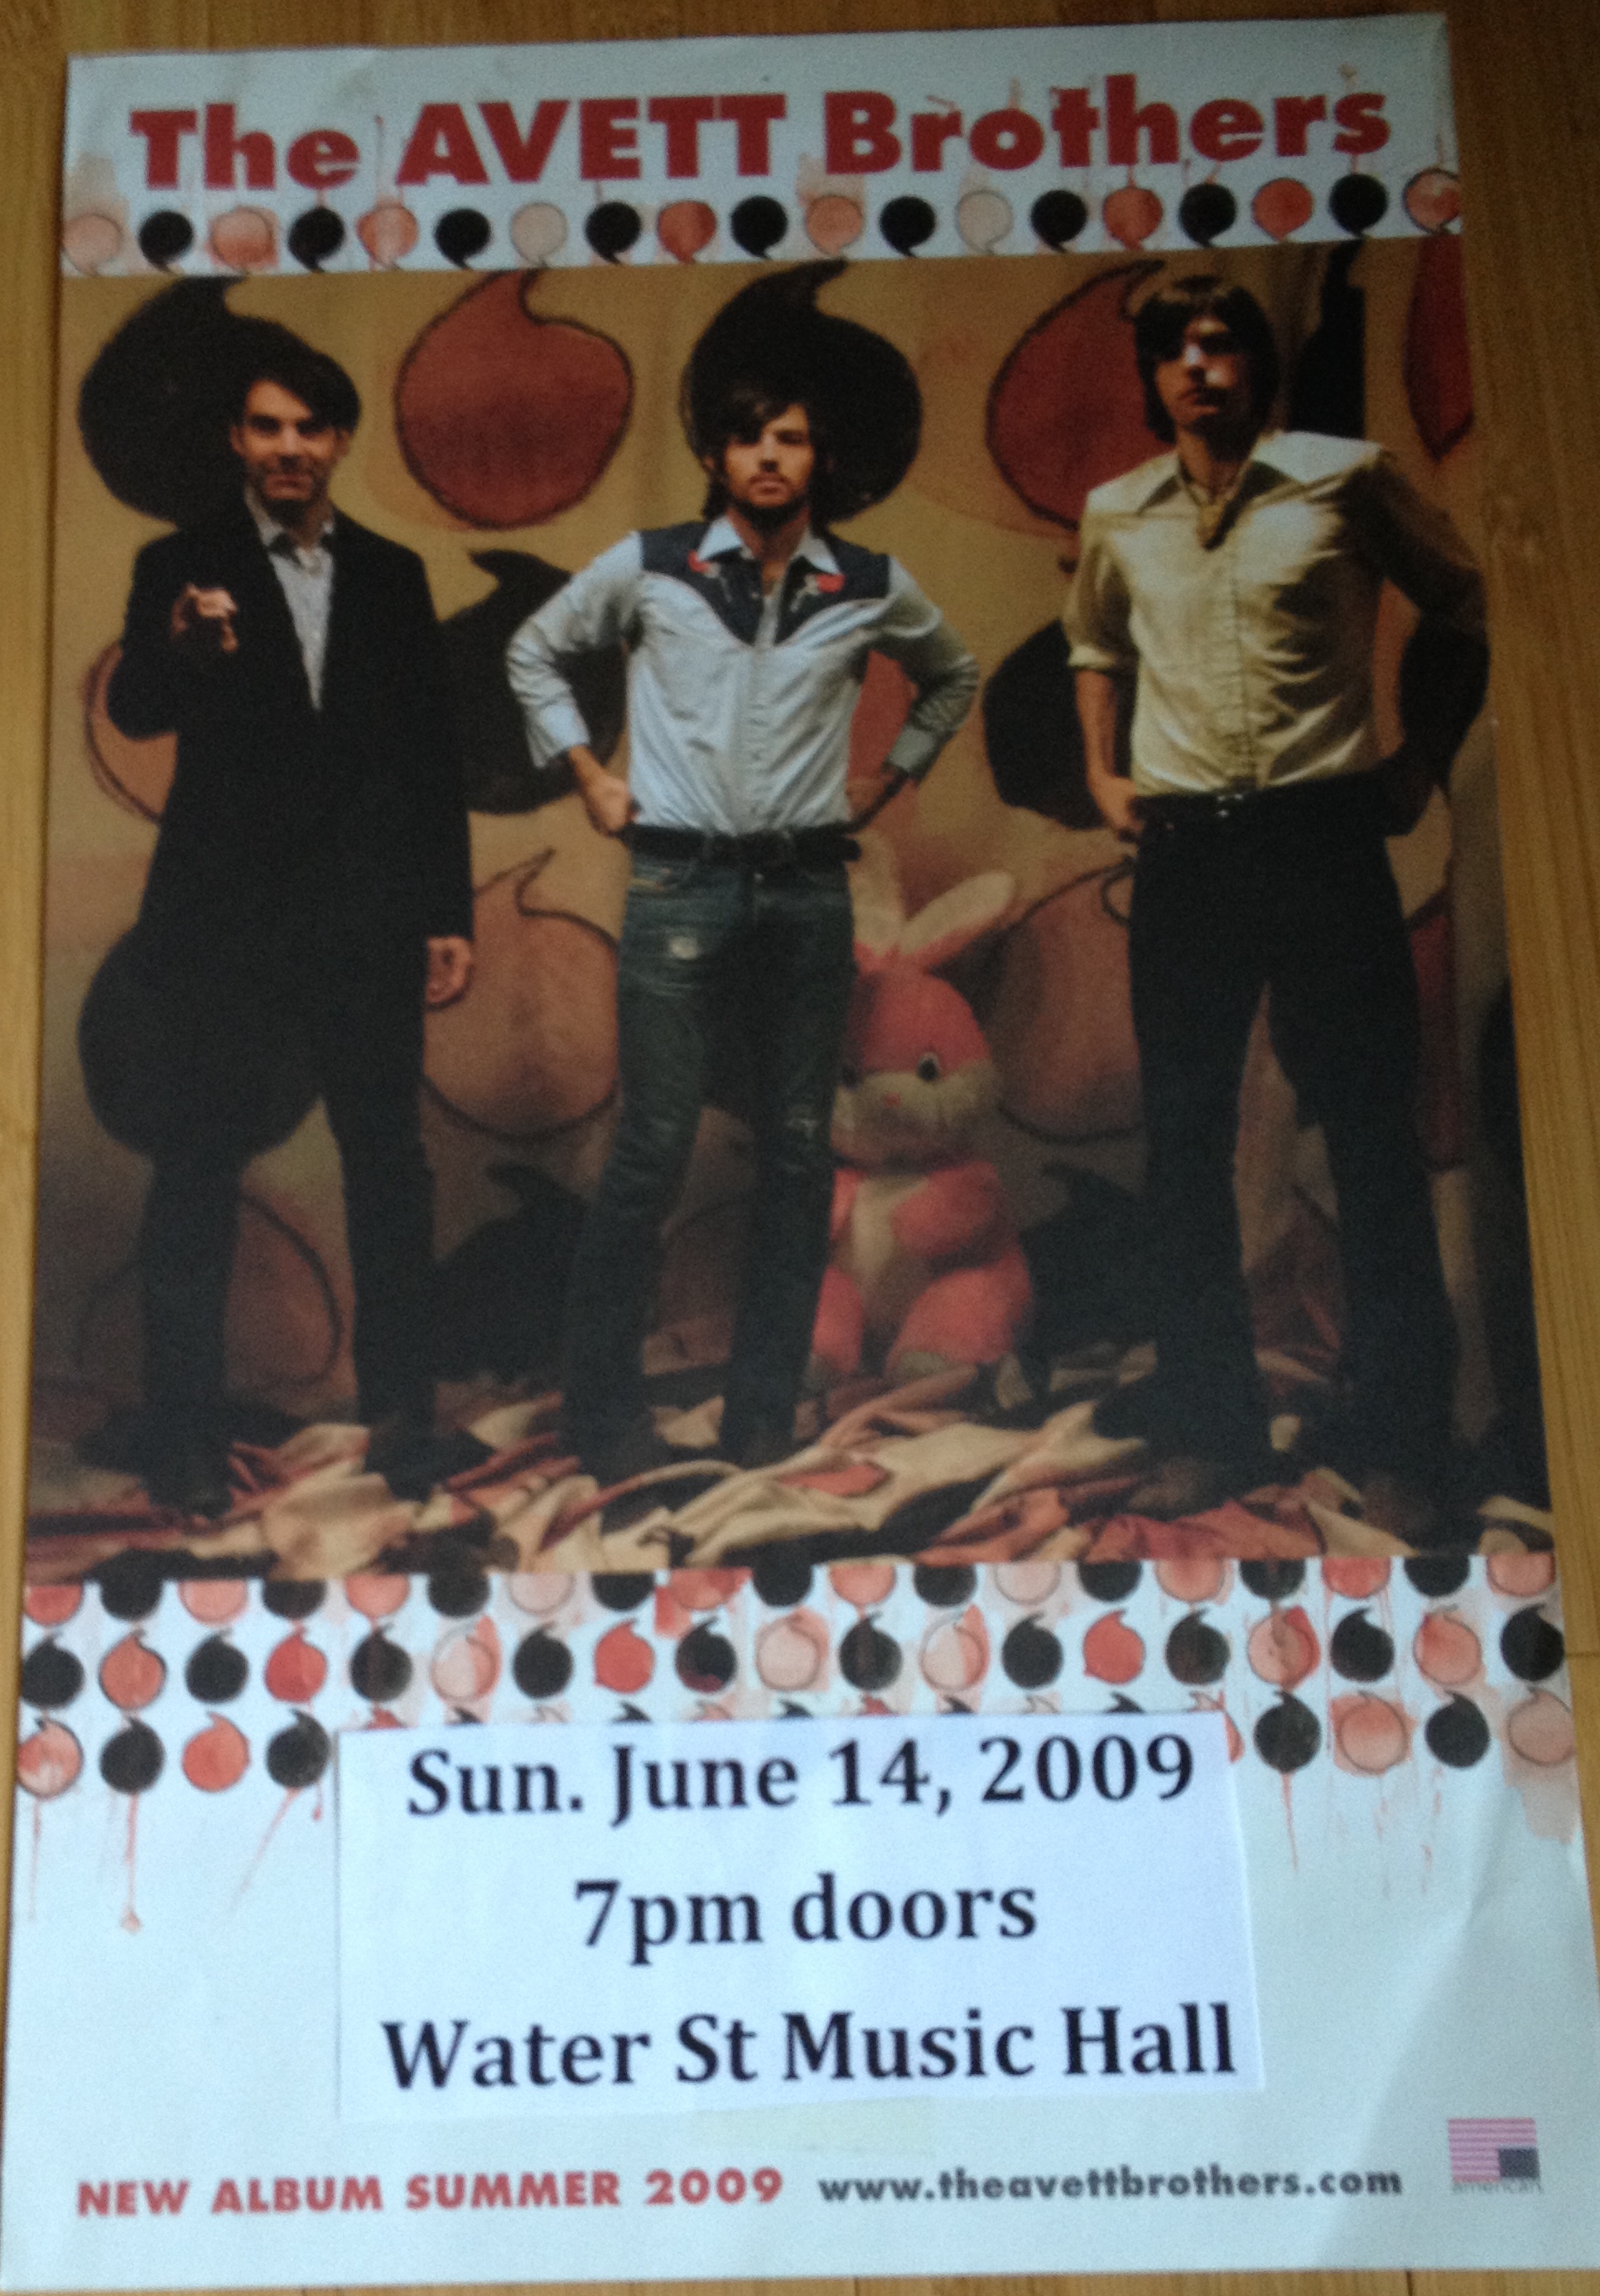 The AVETT Brothers
Sun. June 14, 2009
7pm doors
Water St Music Hall
NEW ALBUM SUMMER 2009 www.theavettbrothers.com
american